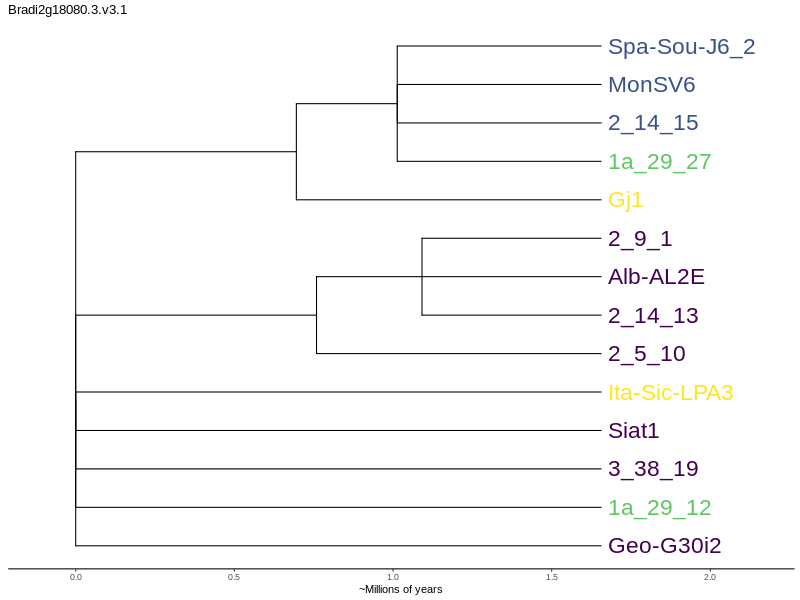 Bradi2g18080.3.v3.1
Spa-Sou-J6_2
MonSV6
2_14_15
1a_29_27
Gj1
2_9_1
Alb-AL2E
2_14_13
2_5_10
Ita-Sic-LPA3
Siat1
3_38_19
1a_29_12
Geo-G30i2
0.0 0.5 1.0 1.5 2.0
~Millions of years